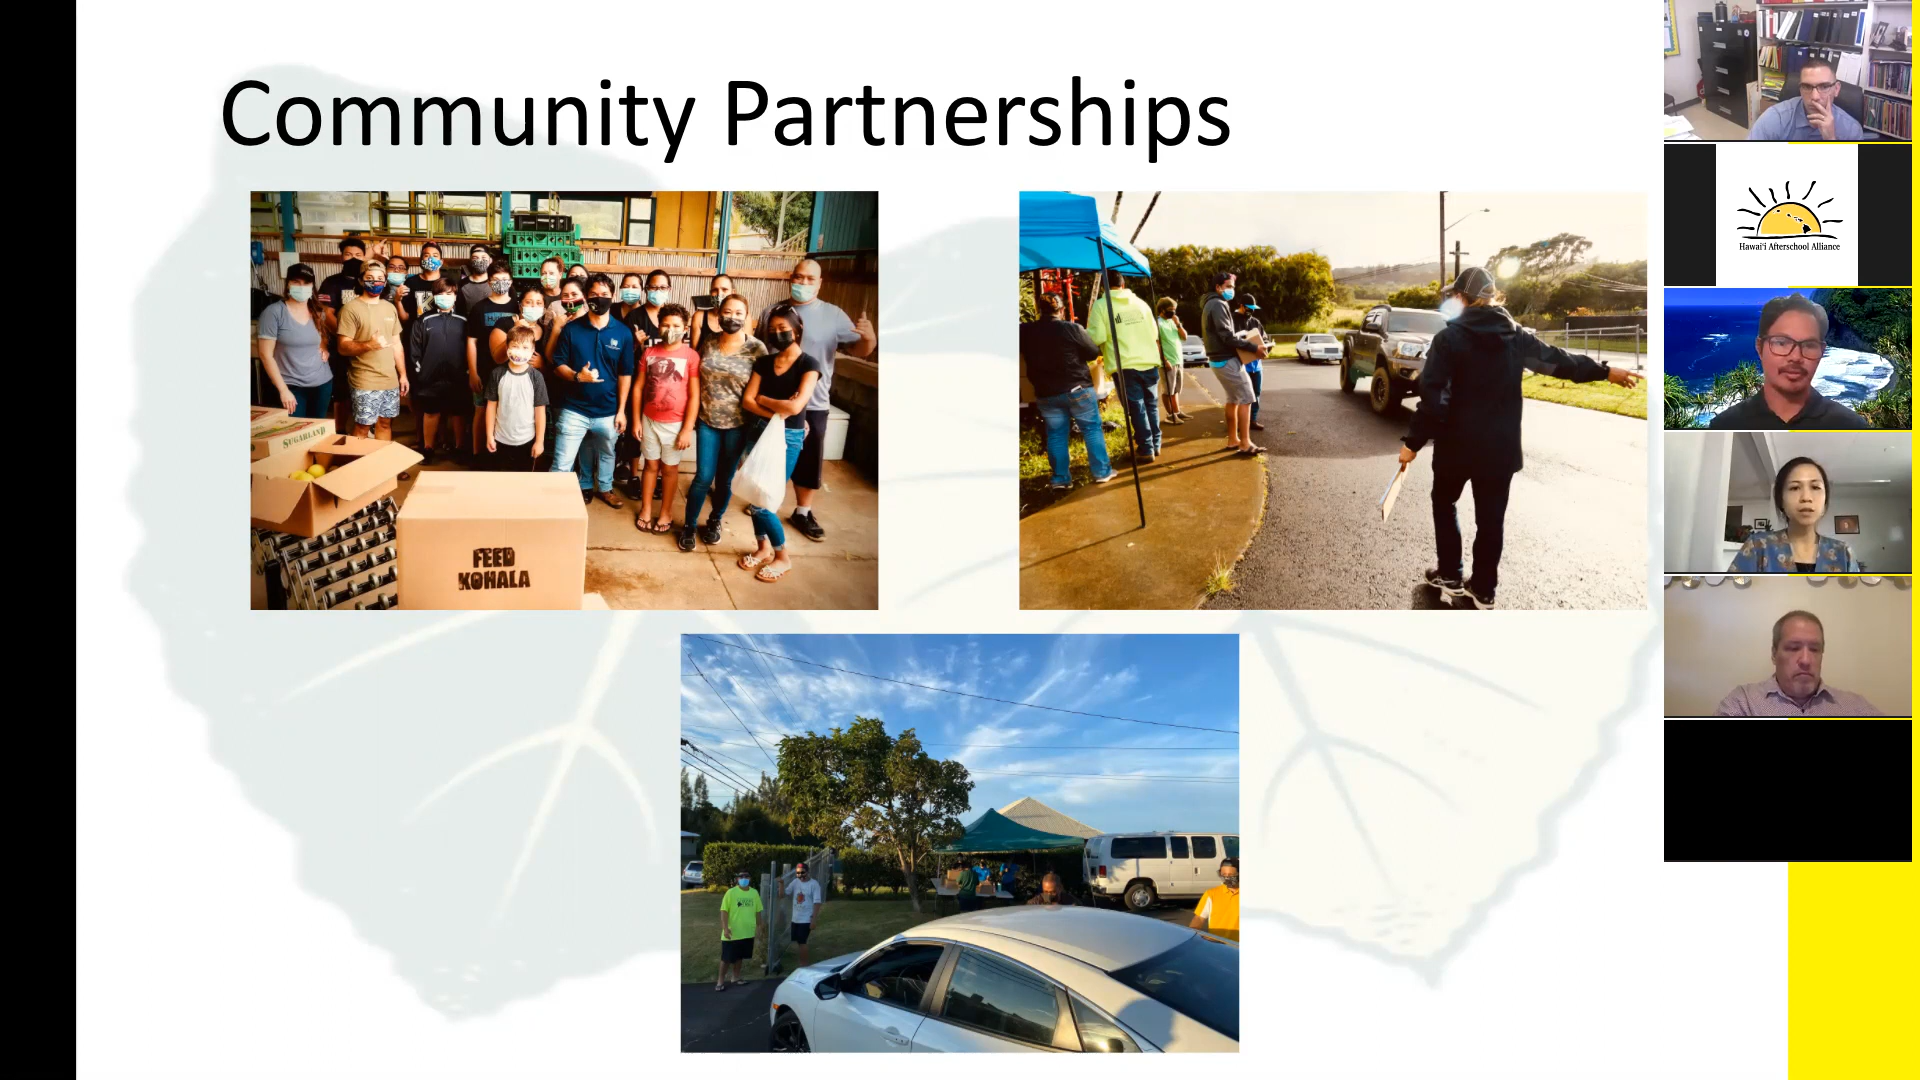 Community Partnerships
SUGARLAND
FEED
KOHALA
Hawai'i Afterschool Alliance